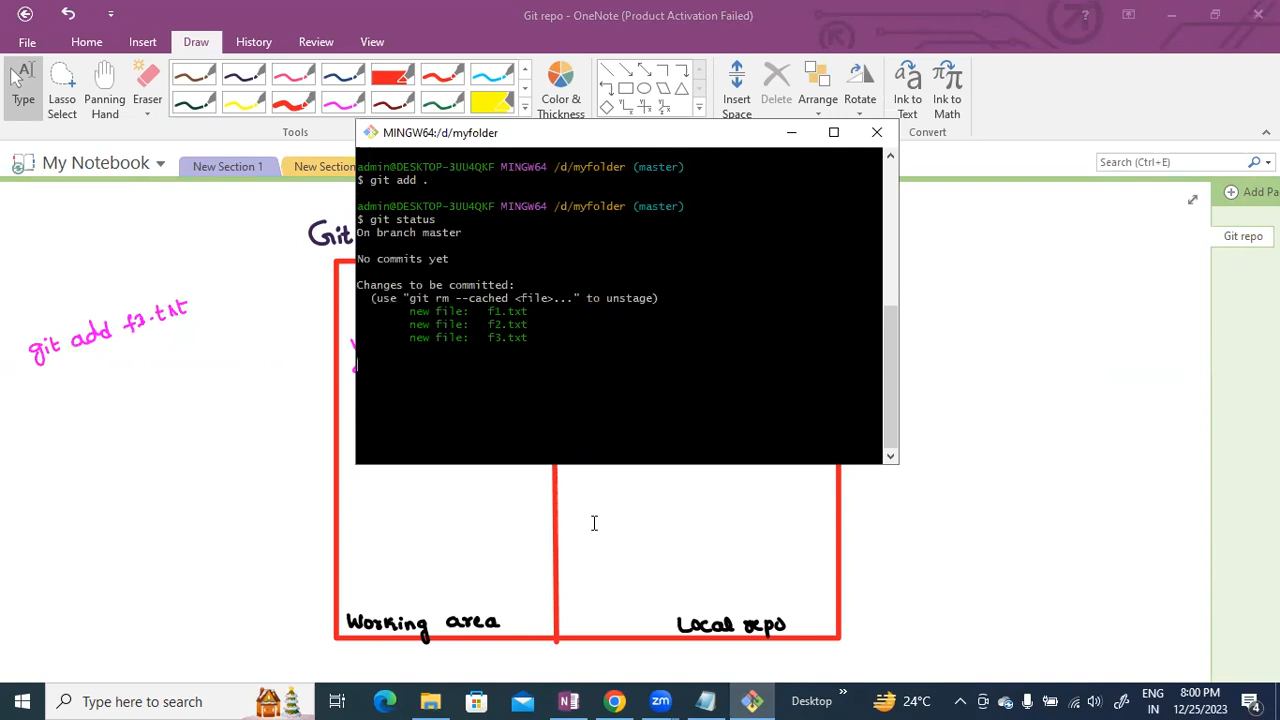 Git repo - OneNote (Product Activation Failed)
File Home Insert Draw History Review View
Type
Lasso Select
Panning Hand
Eraser
Color & Thickness
Insert Space
Delete
Arrange
Rotate
Ink to Text
Ink to Math
Tools
Convert
MINGW64:/d/myfolder
My Notebook
New Section 1
New Section
Search (Ctrl+E)
Add Pa
Git repo
admin@DESKTOP-3UU4QKF MINGW64 /d/myfolder (master)
$ git add .
admin@DESKTOP-3UU4QKF MINGW64 /d/myfolder (master)
$ git status
On branch master
No commits yet
Changes to be committed:
(use "git rm --cached <file>..." to unstage)
new file: f1.txt
new file: f2.txt
new file: f3.txt
Git
git add f3.txt
Working area
Local repo
Type here to search
Desktop
24°C
ENG
IN
8:00 PM
12/25/2023
4